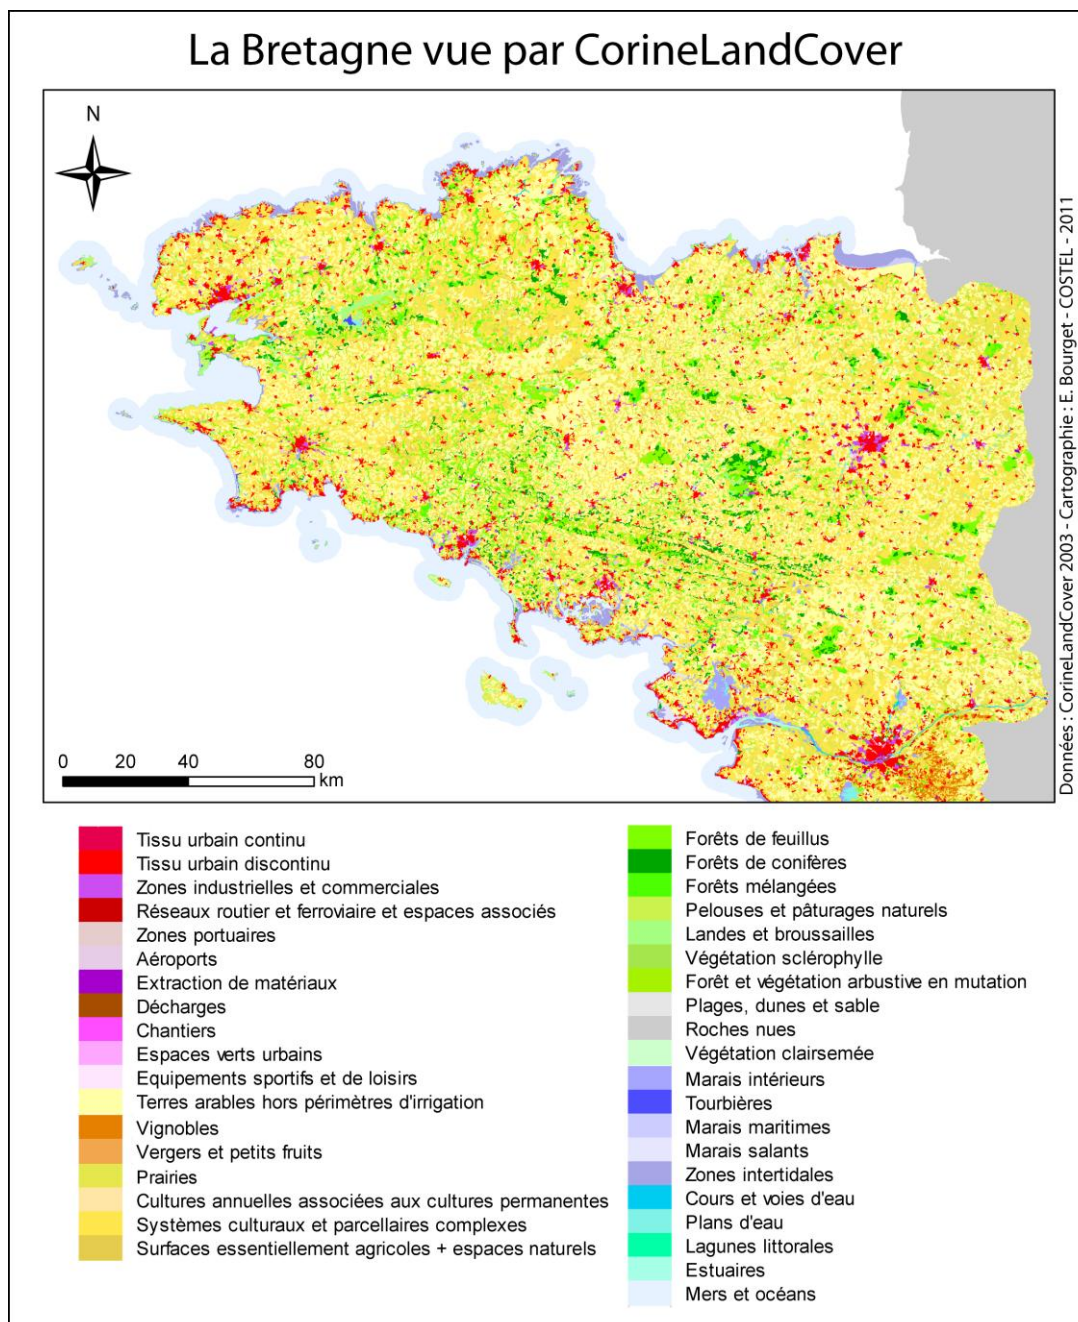 La Bretagne vue par CorineLandCover
N
0 20 40 80
km
Données : CorineLandCover 2003 - Cartographie : E. Bourget - COSTEL - 2011
Tissu urbain continu
Tissu urbain discontinu
Zones industrielles et commerciales
Réseaux routier et ferroviaire et espaces associés
Zones portuaires
Aéroports
Extraction de matériaux
Décharges
Chantiers
Espaces verts urbains
Equipements sportifs et de loisirs
Terres arables hors périmètres d'irrigation
Vignobles
Vergers et petits fruits
Prairies
Cultures annuelles associées aux cultures permanentes
Systèmes culturaux et parcellaires complexes
Surfaces essentiellement agricoles + espaces naturels
Forêts de feuillus
Forêts de conifères
Forêts mélangées
Pelouses et pâturages naturels
Landes et broussailles
Végétation sclérophylle
Forêt et végétation arbustive en mutation
Plages, dunes et sable
Roches nues
Végétation clairsemée
Marais intérieurs
Tourbières
Marais maritimes
Marais salants
Zones intertidales
Cours et voies d'eau
Plans d'eau
Lagunes littorales
Estuaires
Mers et océans